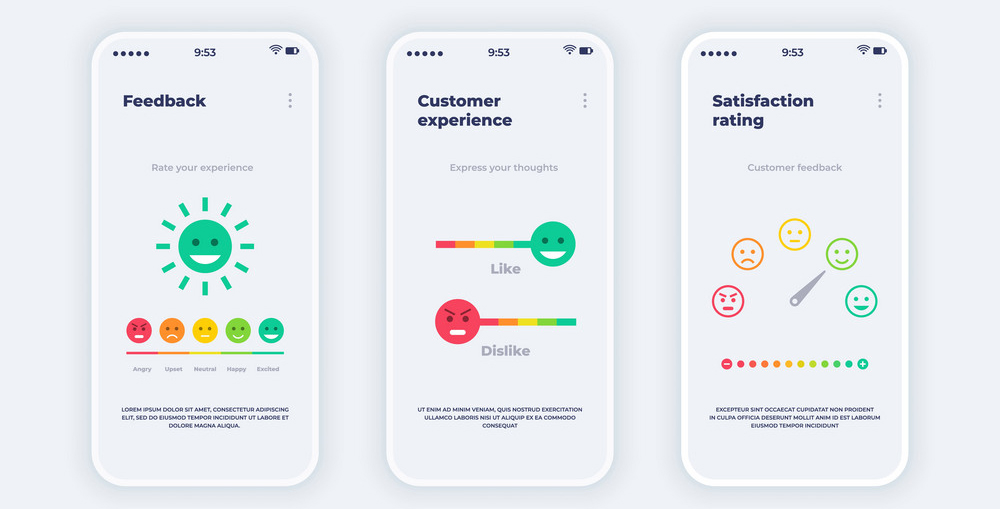 9:53
Feedback
Rate your experience
Angry Upset Neutral Happy Excited
LOREM IPSUM DOLOR SIT AMET, CONSECTETUR ADIPISCING
ELIT, SED DO EIUSMOD TEMPOR INCIDIDUNT UT LABORE ET
DOLORE MAGNA ALIQUA.
9:53
Customer
experience
Express your thoughts
Like
Dislike
UT ENIM AD MINIM VENIAM, QUIS NOSTRUD EXERCITATION
ULLAMCO LABORIS NISI UT ALIQUIP EX EA COMMODO
CONSEQUAT
9:53
Satisfaction
rating
Customer feedback
EXCEPTEUR SINT OCCAECAT CUPIDATAT NON PROIDENT
IN CULPA OFFICIA DESERUNT MOLLIT ANIM ID EST LABORUM
EIUSMOD TEMPOR INCIDIDUNT